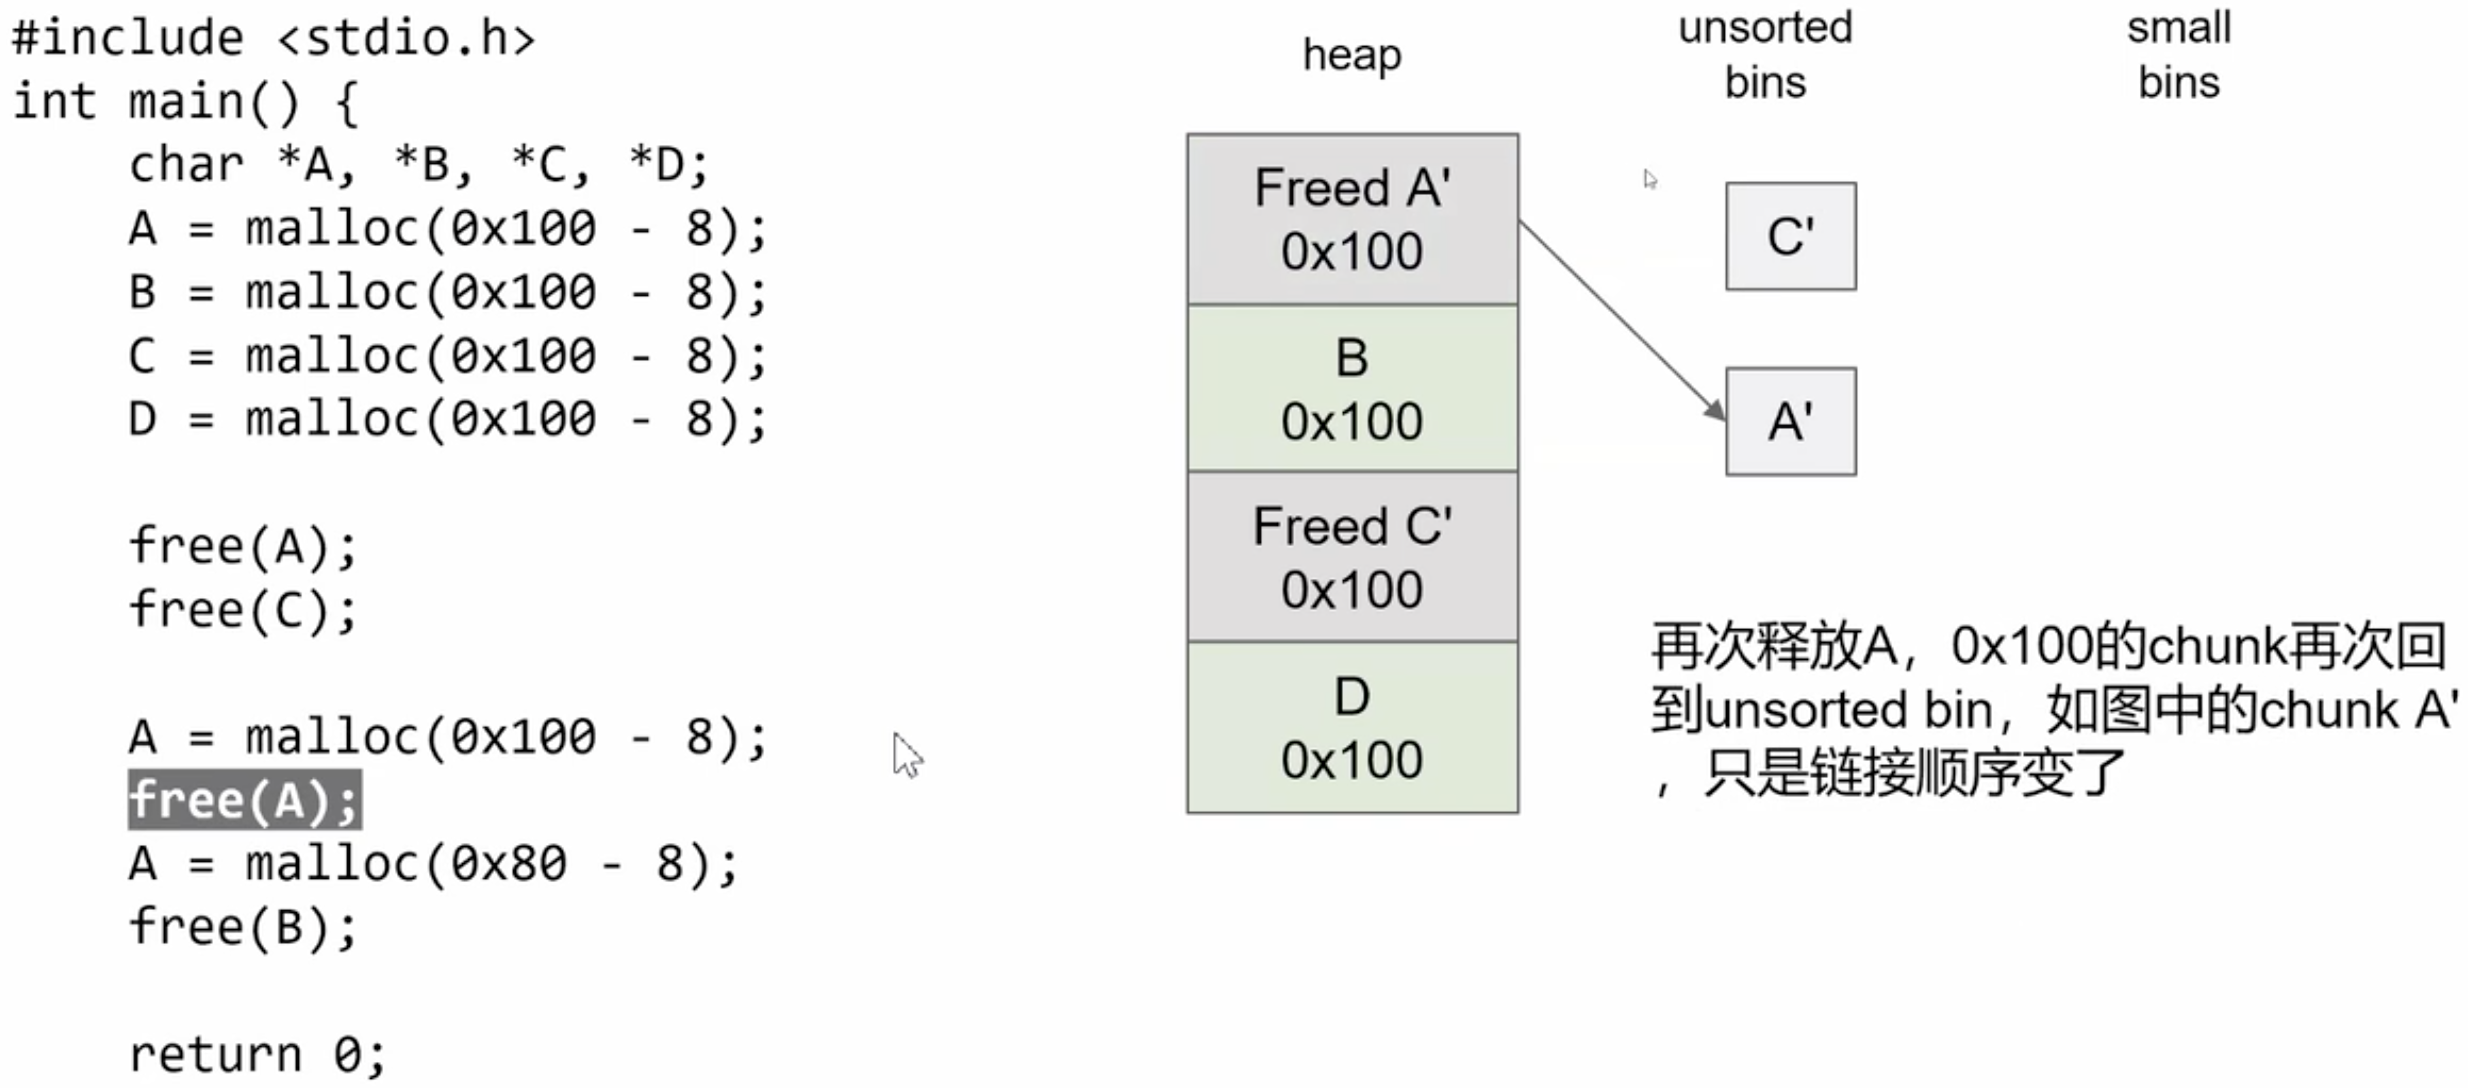 #include <stdio.h>
int main() {
    char *A, *B, *C, *D;
    A = malloc(0x100 - 8);
    B = malloc(0x100 - 8);
    C = malloc(0x100 - 8);
    D = malloc(0x100 - 8);
    free(A);
    free(C);
    A = malloc(0x100 - 8);
    free(A);
    A = malloc(0x80 - 8);
    free(B);
    return 0;
heap
Freed A'
0x100
B
0x100
Freed C'
0x100
D
0x100
unsorted
bins
C'
A'
small
bins
再次释放A，0x100的chunk再次回
到unsorted bin，如图中的chunk A'
，只是链接顺序变了